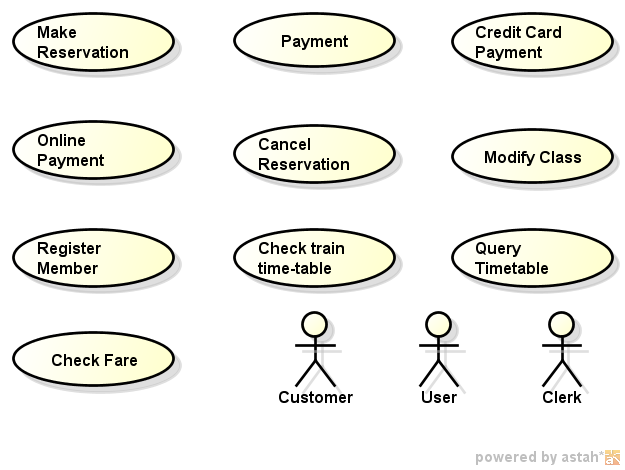 Make
Reservation
Payment
Credit Card
Payment
Online
Payment
Cancel
Reservation
Modify Class
Register
Member
Check train
time-table
Query
Timetable
Check Fare
Customer
User
Clerk
powered by astah*